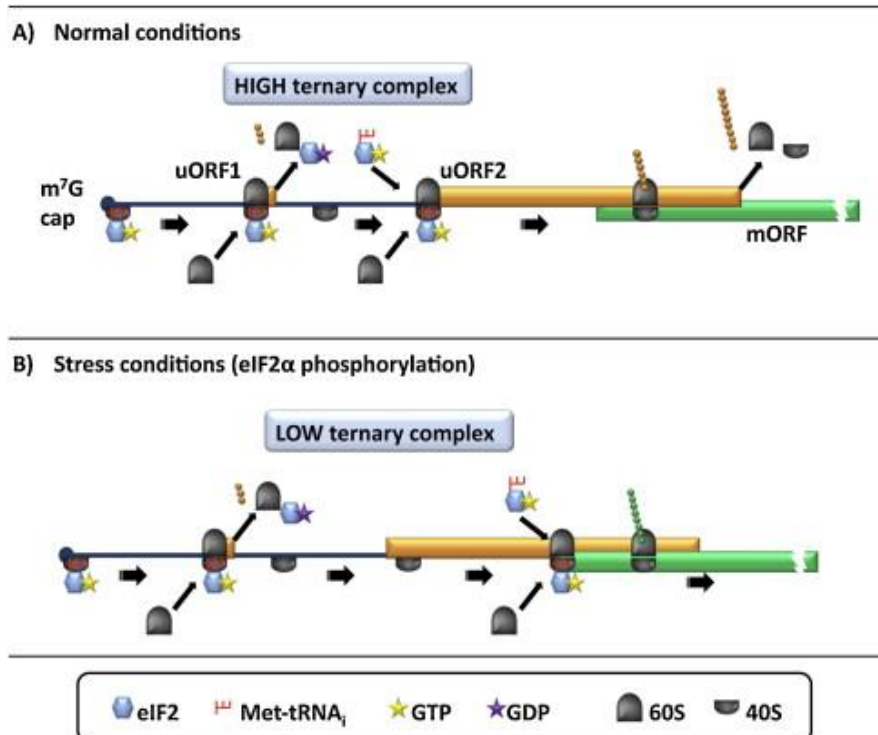 A) Normal conditions
HIGH ternary complex
uORF1
uORF2
m⁷G
cap
mORF
B) Stress conditions (eIF2α phosphorylation)
LOW ternary complex
eIF2
Met-tRNAᵢ
GTP
GDP
60S
40S